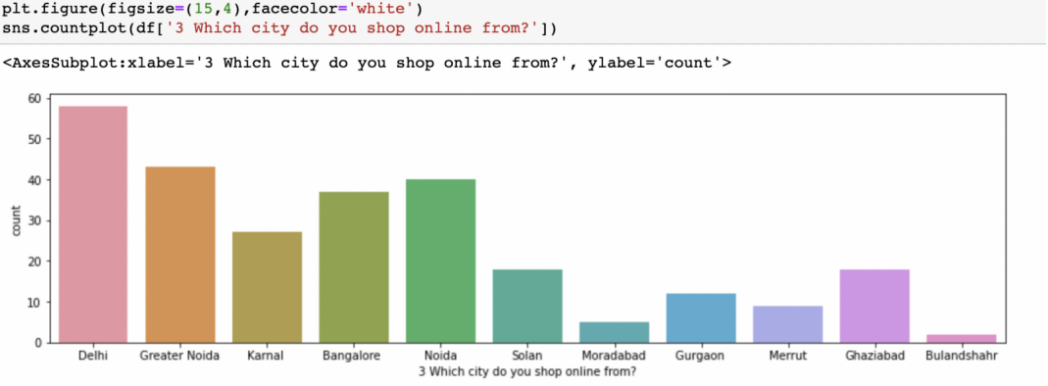 plt.figure(figsize=(15,4),facecolor='white')
sns.countplot(df['3 Which city do you shop online from?'])
<AxesSubplot:xlabel='3 Which city do you shop online from?', ylabel='count'>
60
50
40
30
20
10
0
count
Delhi Greater Noida Karnal Bangalore Noida Solan Moradabad Gurgaon Merrut Ghaziabad Bulandshahr
3 Which city do you shop online from?